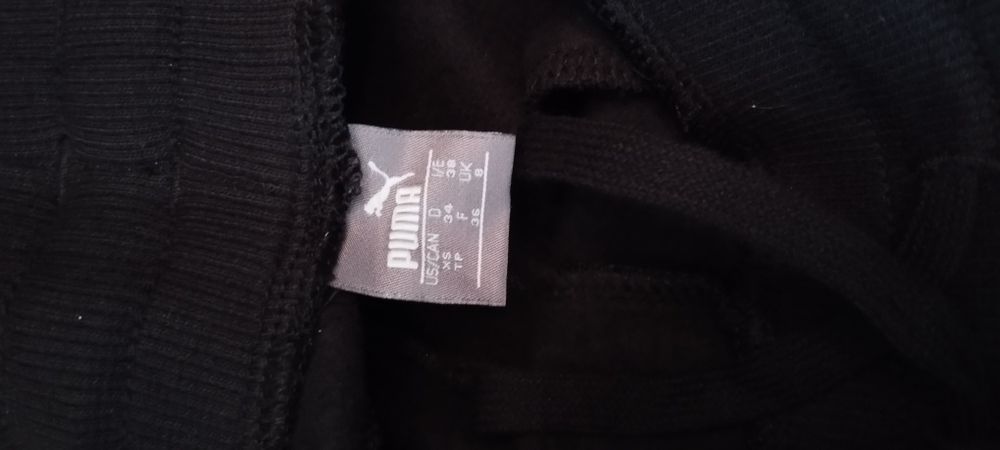 PUMA
US/CAN D I/E
XS 34 38
TP F UK
36 8